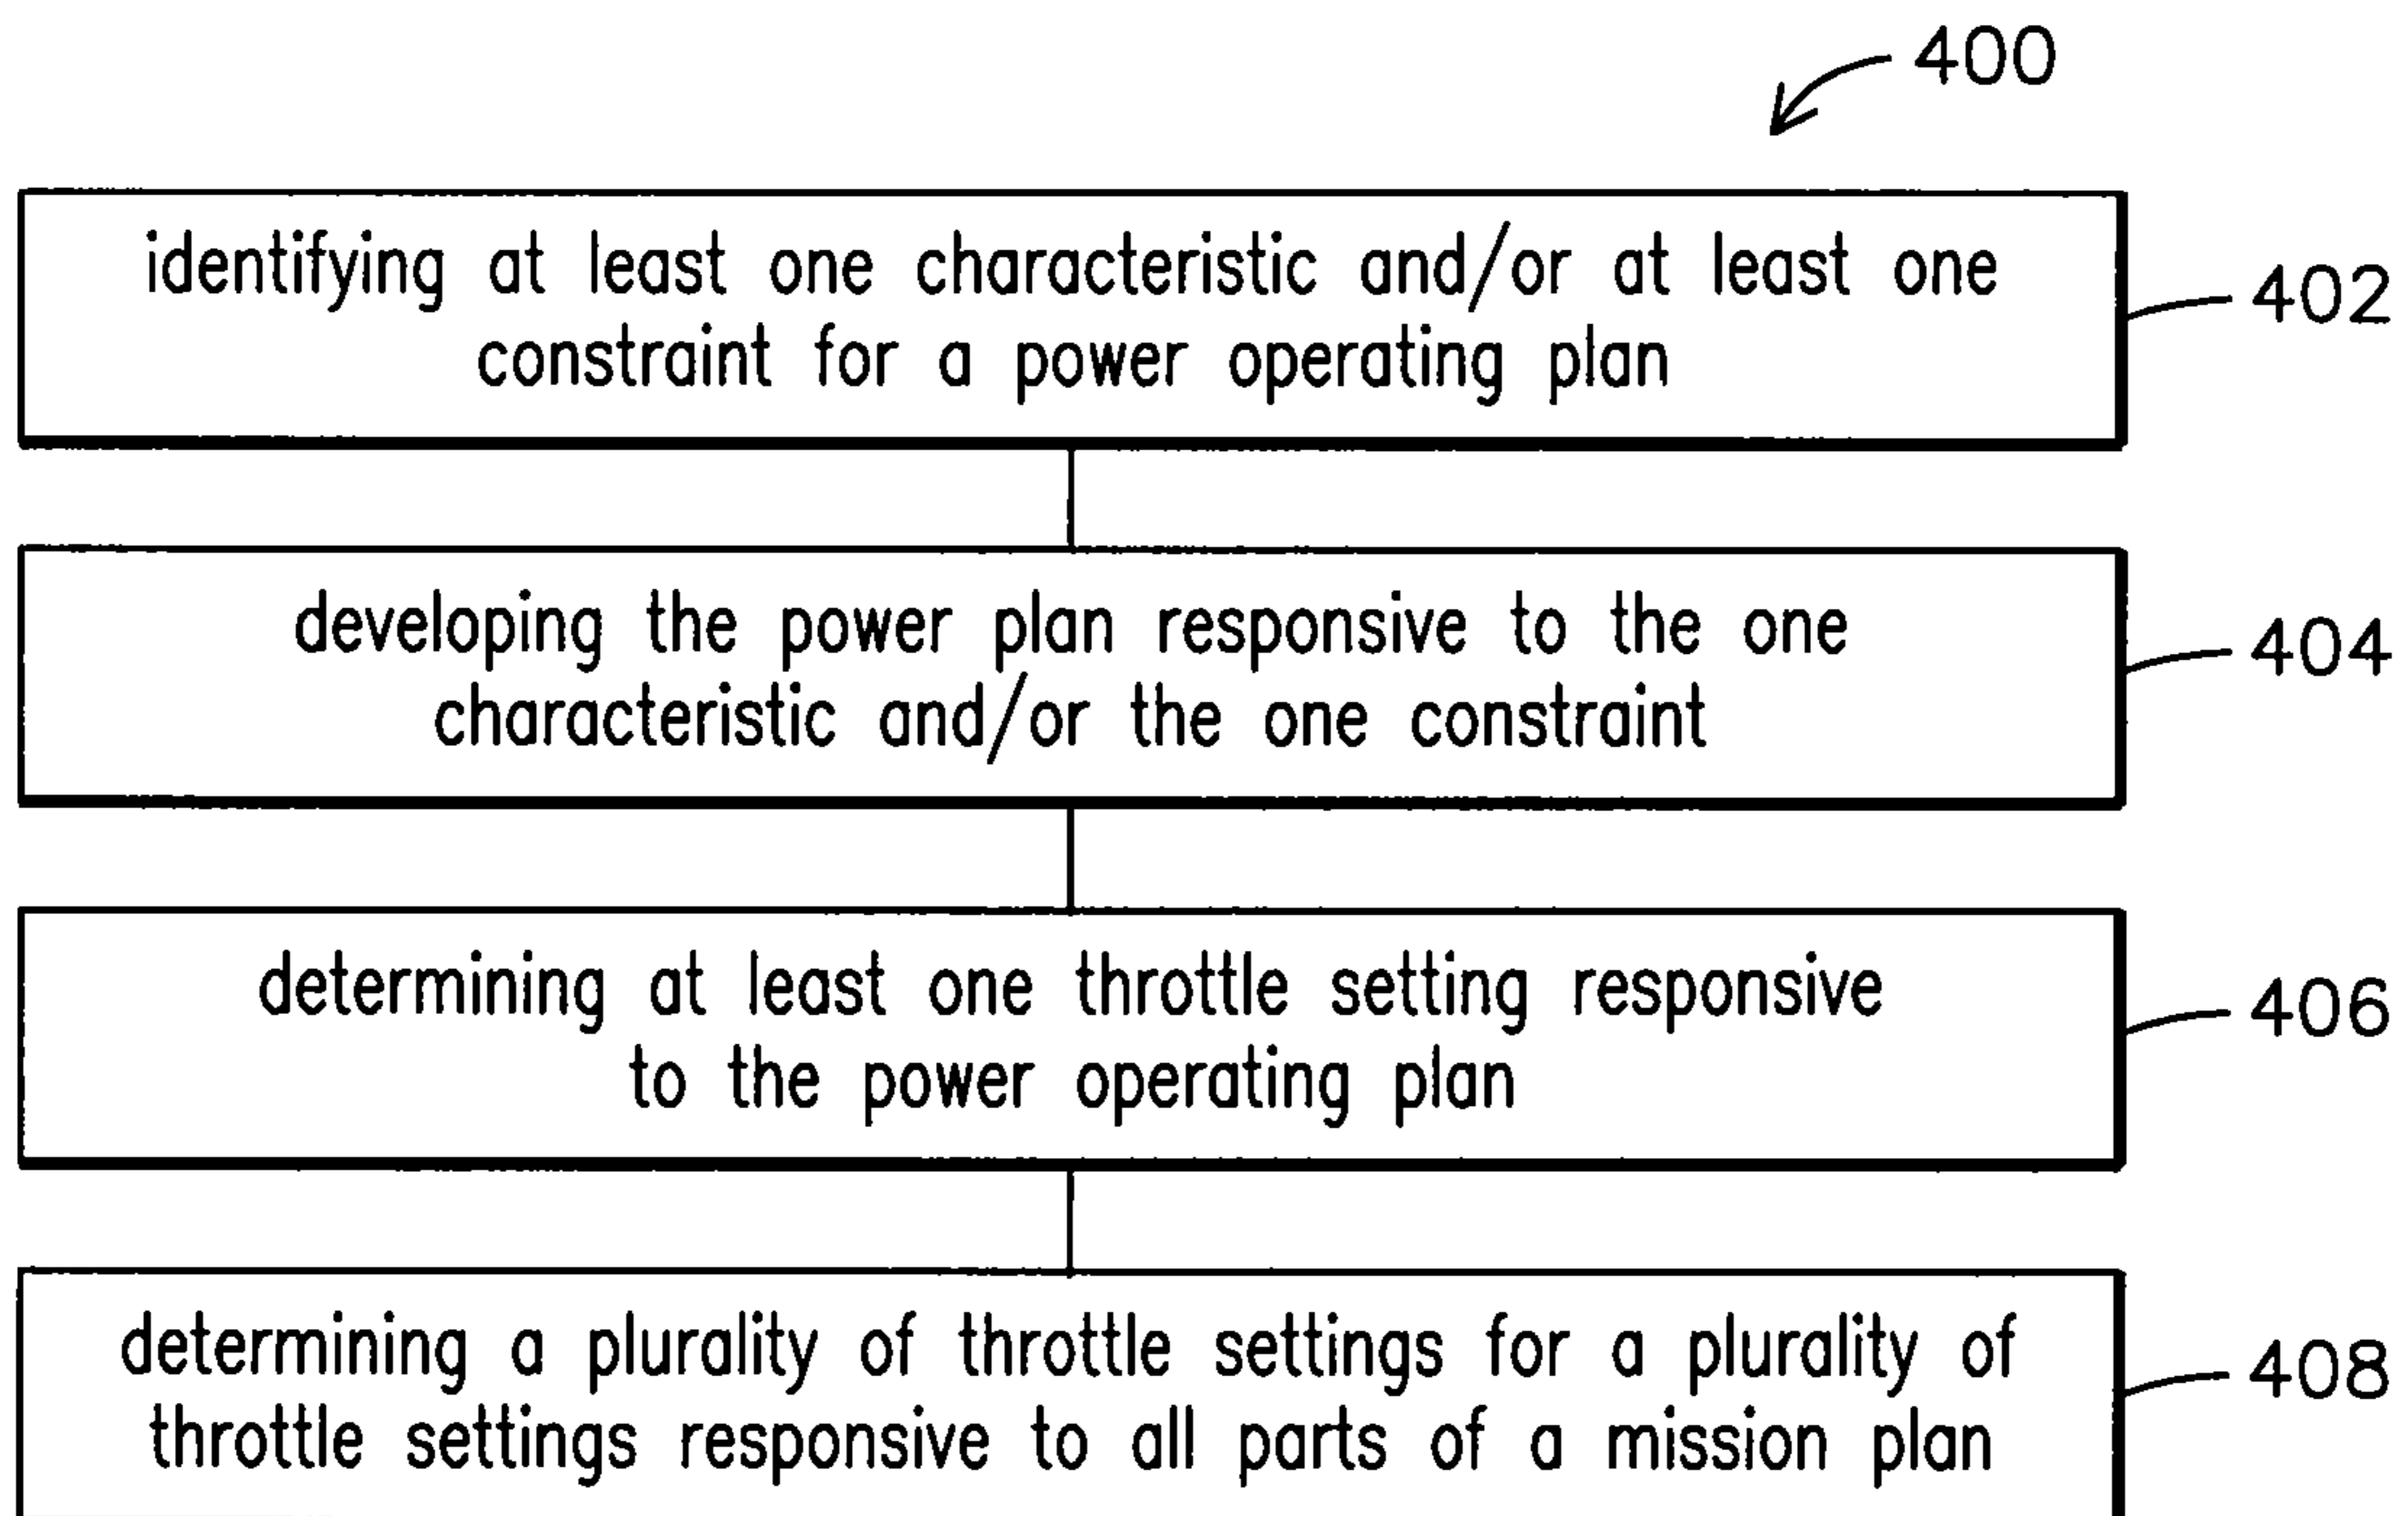 400
identifying at least one characteristic and/or at least one
constraint for a power operating plan
402
developing the power plan responsive to the one
characteristic and/or the one constraint
404
determining at least one throttle setting responsive
to the power operating plan
406
determining a plurality of throttle settings for a plurality of
throttle settings responsive to all parts of a mission plan
408